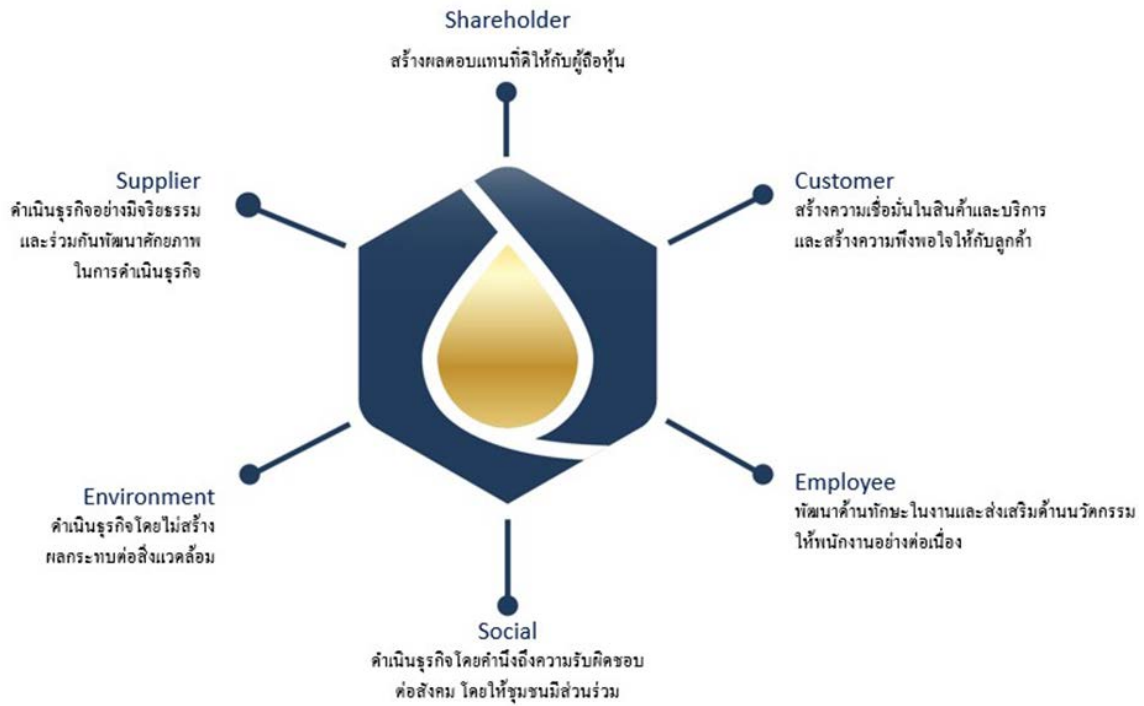 Shareholder
สร้างผลตอบแทนที่ดีให้กับผู้ถือหุ้น
Supplier
ดำเนินธุรกิจอย่างมีจริยธรรม
และร่วมกันพัฒนาศักยภาพ
ในการดำเนินธุรกิจ
Customer
สร้างความเชื่อมั่นในสินค้าและบริการ
และสร้างความพึงพอใจให้กับลูกค้า
Environment
ดำเนินธุรกิจโดยไม่สร้าง
ผลกระทบต่อสิ่งแวดล้อม
Employee
พัฒนาด้านทักษะในงานและส่งเสริมด้านนวัตกรรม
ให้พนักงานอย่างต่อเนื่อง
Social
ดำเนินธุรกิจโดยคำนึงถึงความรับผิดชอบ
ต่อสังคม โดยให้ชุมชนมีส่วนร่วม